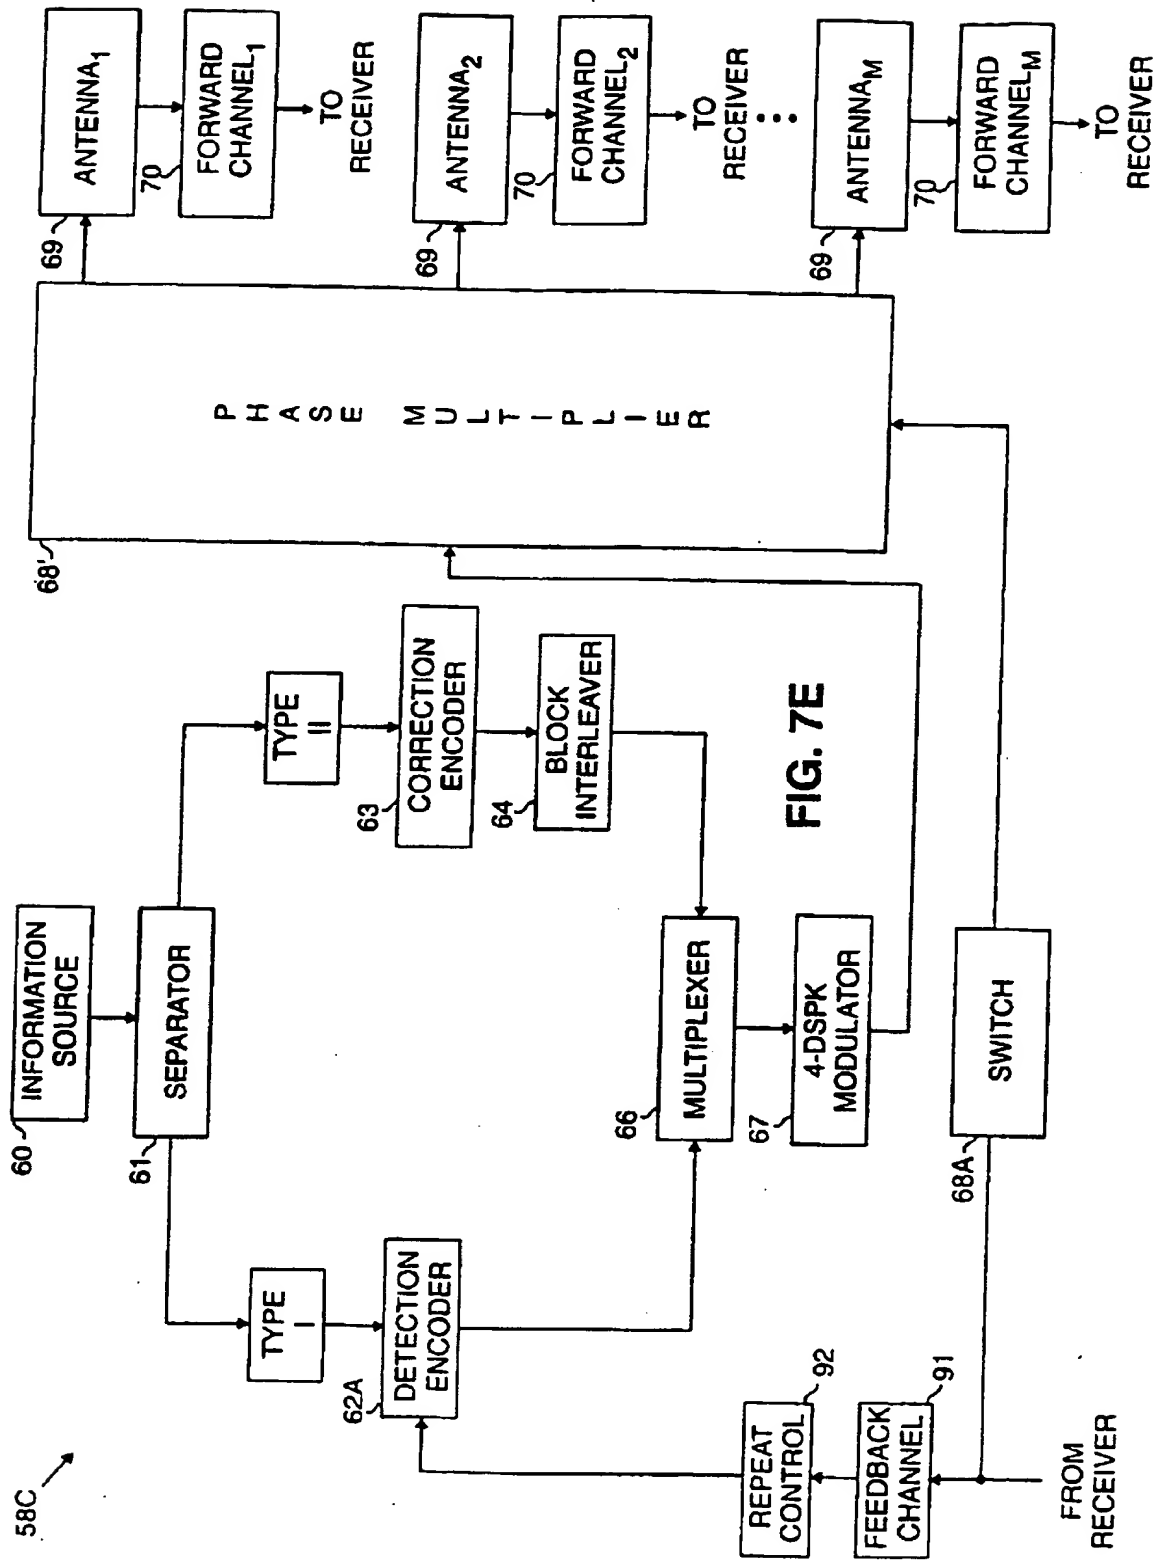 58C
60
INFORMATION
SOURCE
61
SEPARATOR
TYPE
I
TYPE
II
62A
DETECTION
ENCODER
63
CORRECTION
ENCODER
64
BLOCK
INTERLEAVER
66
MULTIPLEXER
67
4-DSPK
MODULATOR
92
REPEAT
CONTROL
91
FEEDBACK
CHANNEL
FROM
RECEIVER
68A
SWITCH
68'
PHASE MULTIPLIER
69
ANTENNA1
70
FORWARD
CHANNEL1
TO
RECEIVER
69
ANTENNA2
70
FORWARD
CHANNEL2
TO
RECEIVER
69
ANTENNAM
70
FORWARD
CHANNELM
TO
RECEIVER
FIG. 7E